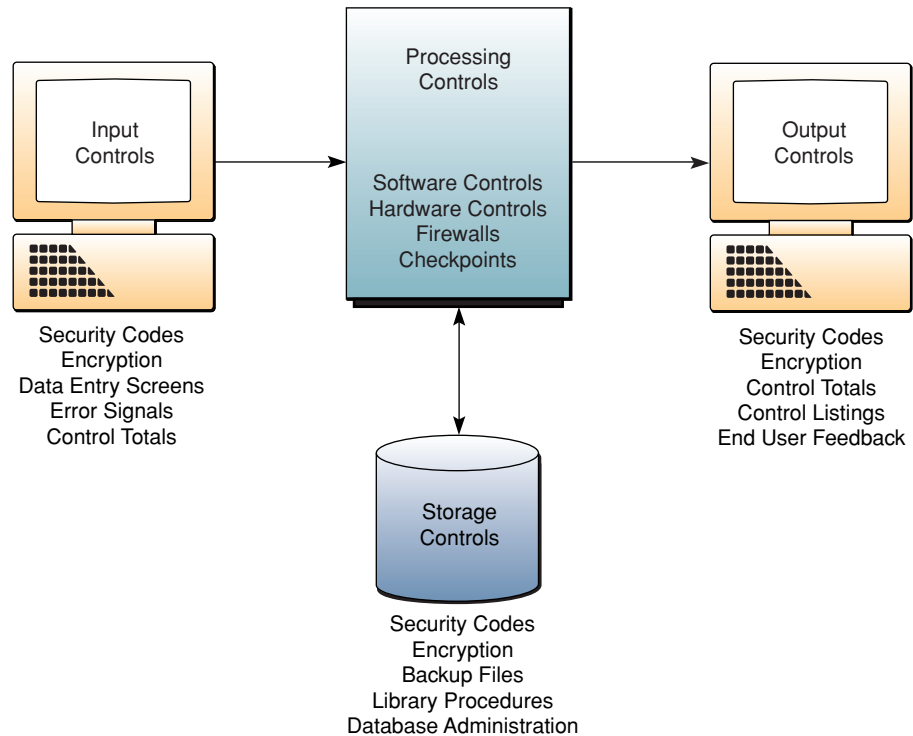 Processing
Controls
Software Controls
Hardware Controls
Firewalls
Checkpoints
Input
Controls
Security Codes
Encryption
Data Entry Screens
Error Signals
Control Totals
Output
Controls
Security Codes
Encryption
Control Totals
Control Listings
End User Feedback
Storage
Controls
Security Codes
Encryption
Backup Files
Library Procedures
Database Administration